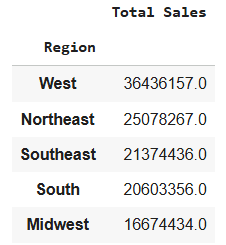 Total Sales
Region
West 36436157.0
Northeast 25078267.0
Southeast 21374436.0
South 20603356.0
Midwest 16674434.0